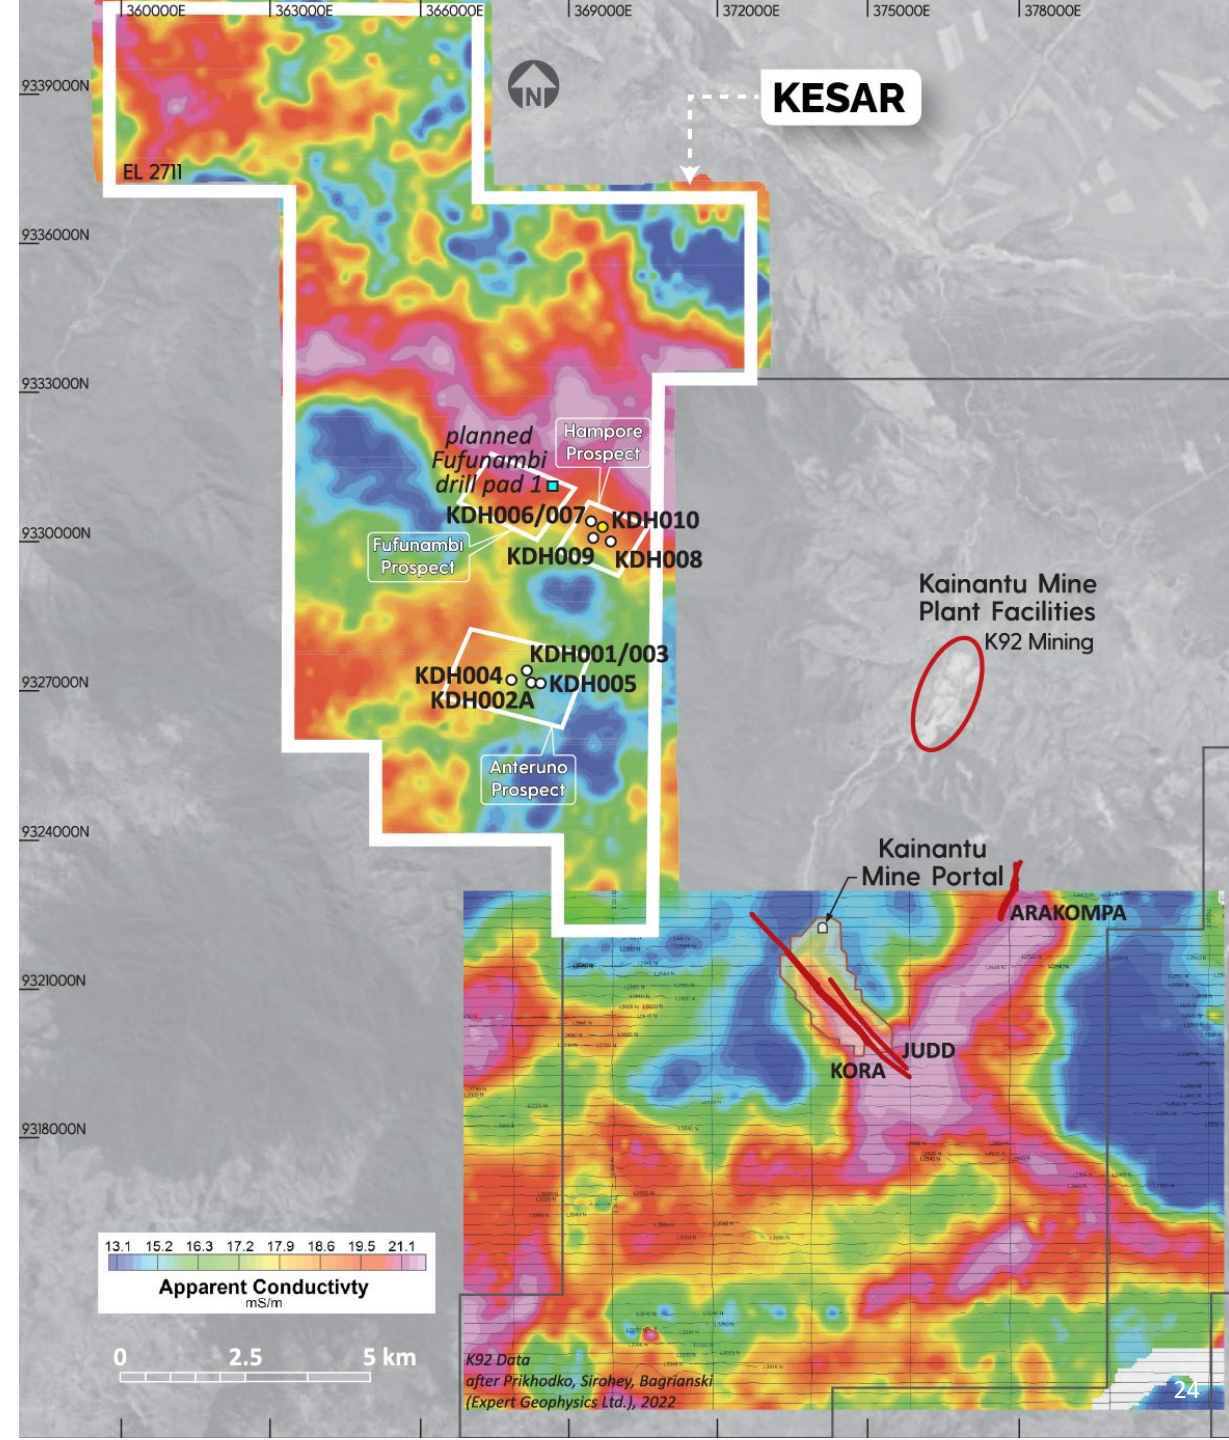 360000E
363000E
366000E
369000E
372000E
375000E
378000E
9339000N
N
KESAR
EL 2711
9336000N
9333000N
planned
Fufunambi
drill pad 1
Hampore
Prospect
KDH006/007
KDH010
9330000N
Fufunambi
Prospect
KDH009
KDH008
Kainantu Mine
Plant Facilities
K92 Mining
KDH001/003
KDH004
KDH005
9327000N
KDH002A
Anteruno
Prospect
9324000N
Kainantu
Mine Portal
ARAKOMPA
9321000N
JUDD
KORA
9318000N
13.1 15.2 16.3 17.2 17.9 18.6 19.5 21.1
Apparent Conductivty
mS/m
0 2.5 5 km
K92 Data
after Prikhodko, Sirohey, Bagrianski
(Expert Geophysics Ltd.), 2022
24